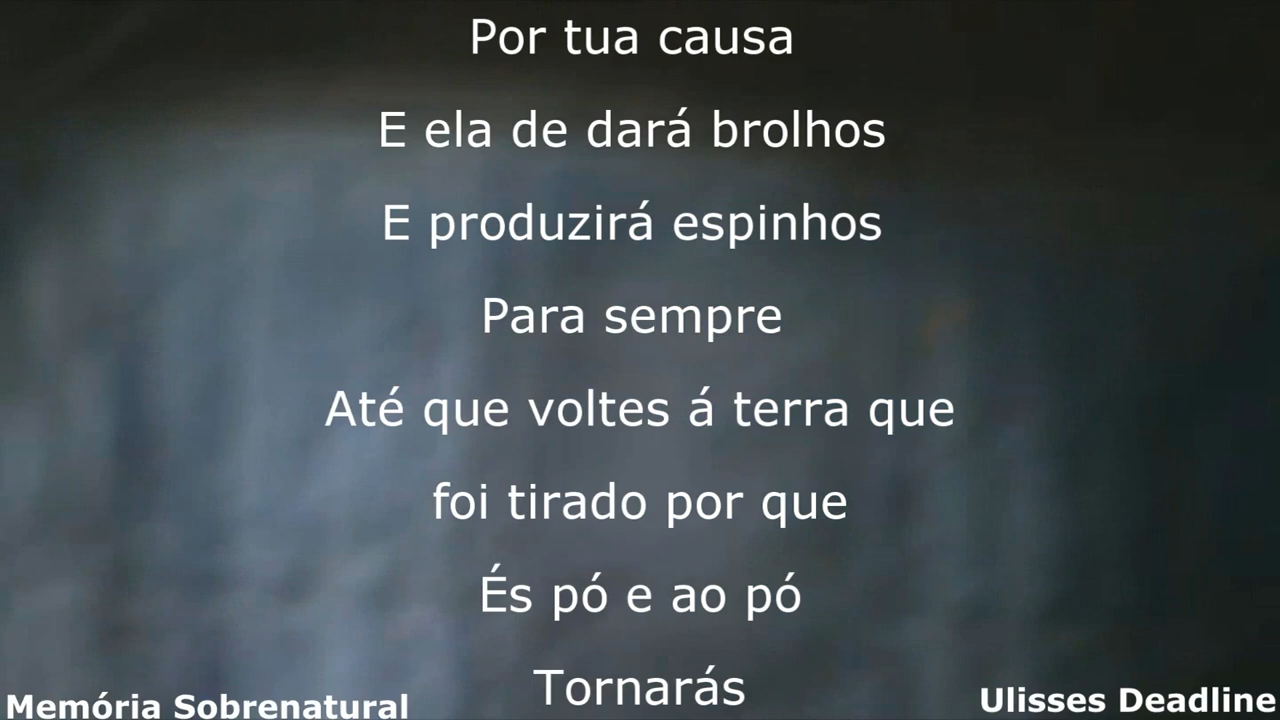 Por tua causa
E ela de dará brolhos
E produzirá espinhos
Para sempre
Até que voltes á terra que
foi tirado por que
És pó e ao pó
Tornarás
Memória Sobrenatural
Ulisses Deadline